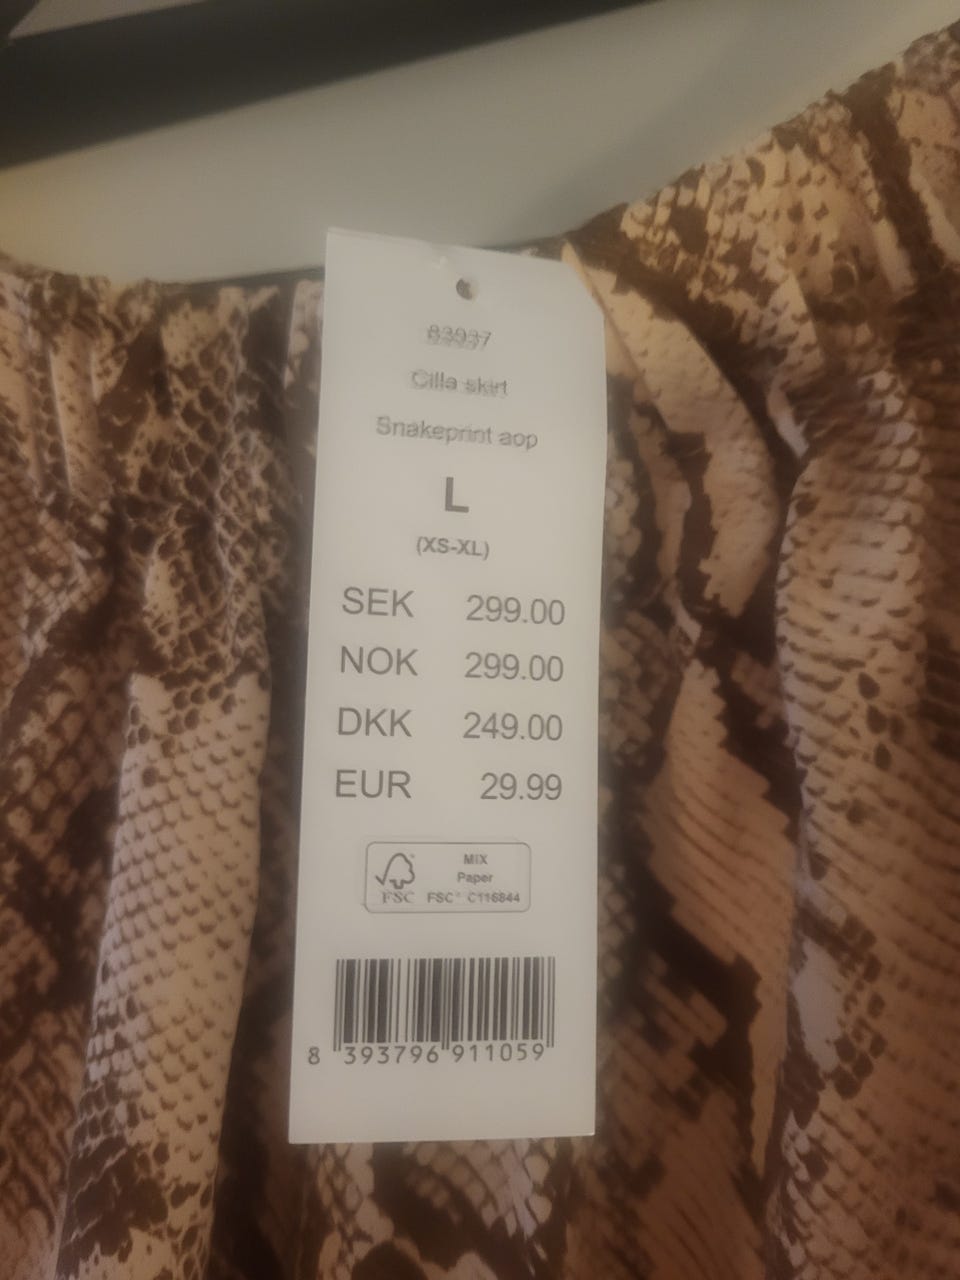 83937
Cilla skirt
Snakeprint aop
L
(XS-XL)
SEK 299.00
NOK 299.00
DKK 249.00
EUR 29.99
MIX
Paper
FSC FSC® C116844
8 393796 911059